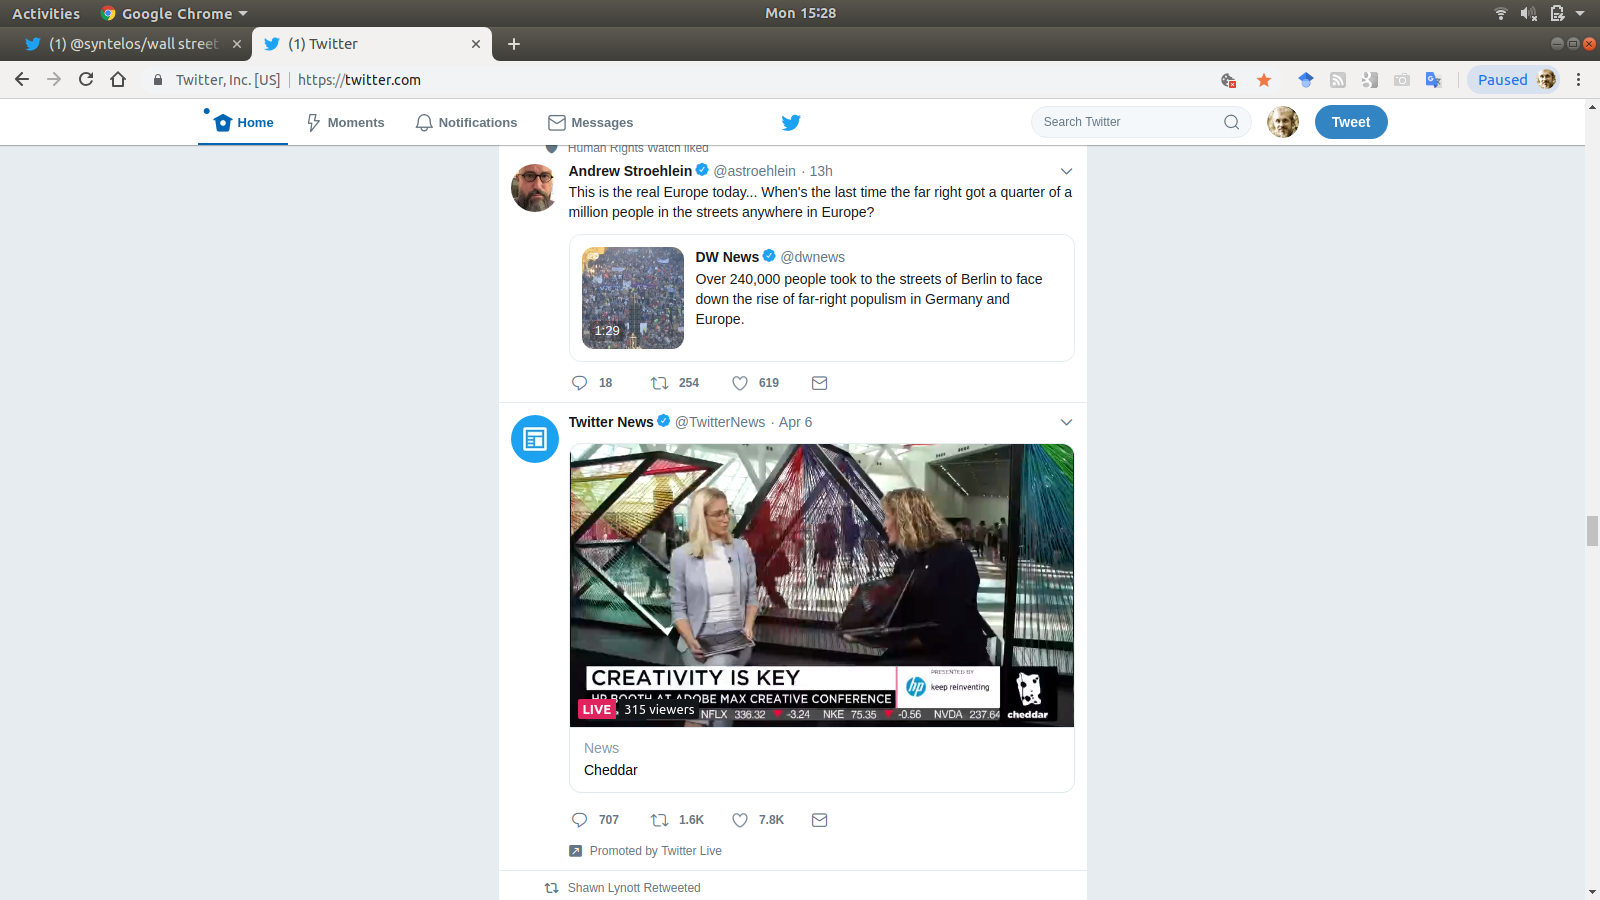 Activities Google Chrome Mon 15:28
(1) @syntelos/wall street (1) Twitter
Twitter, Inc. [US] https://twitter.com Paused
Home Moments Notifications Messages Search Twitter Tweet
Human Rights Watch liked
Andrew Stroehlein @astroehlein · 13h
This is the real Europe today... When's the last time the far right got a quarter of a
million people in the streets anywhere in Europe?
DW News @dwnews
Over 240,000 people took to the streets of Berlin to face
down the rise of far-right populism in Germany and
Europe.
1:29
18 254 619
Twitter News @TwitterNews · Apr 6
CREATIVITY IS KEY
HP BOOTH AT ADOBE MAX CREATIVE CONFERENCE
PRESENTED BY
hp keep reinventing
cheddar
LIVE 315 viewers
NFLX 336.32 -3.24 NKE 75.35 -0.56 NVDA 237.64
News
Cheddar
707 1.6K 7.8K
Promoted by Twitter Live
Shawn Lynott Retweeted